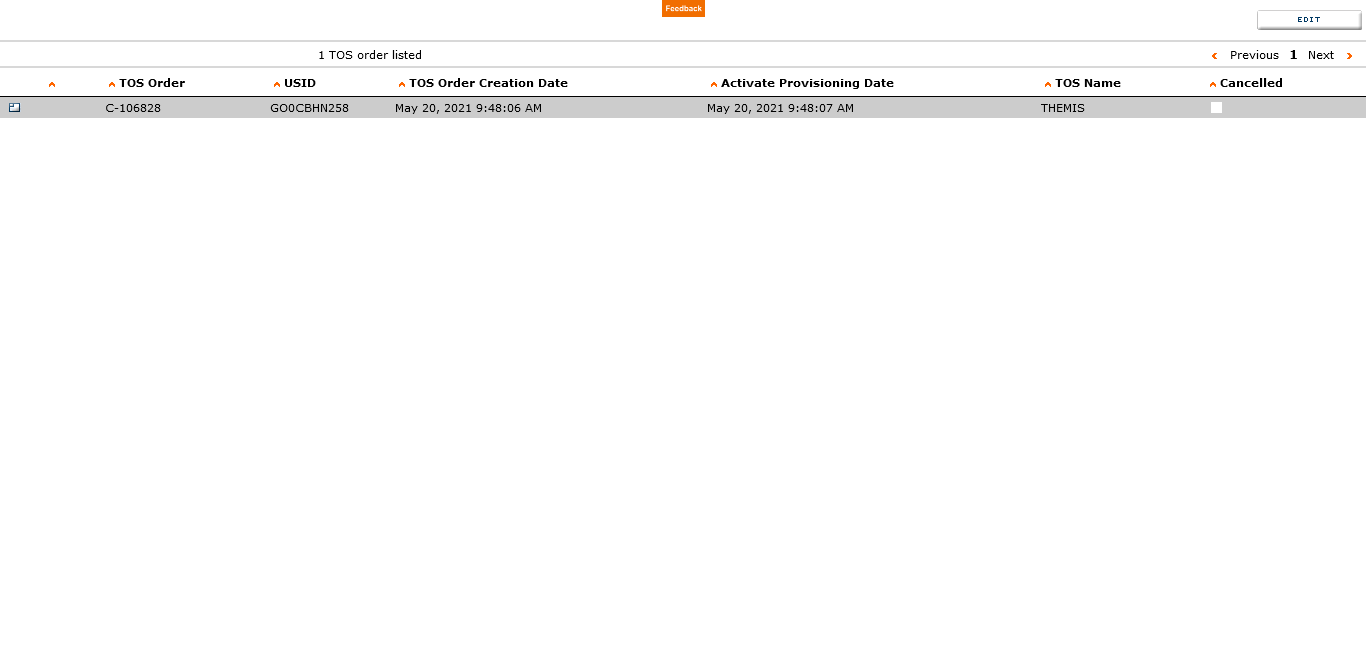 Feedback
EDIT
1 TOS order listed
Previous 1 Next
TOS Order USID TOS Order Creation Date Activate Provisioning Date TOS Name Cancelled
C-106828 GO0CBHN258 May 20, 2021 9:48:06 AM May 20, 2021 9:48:07 AM THEMIS